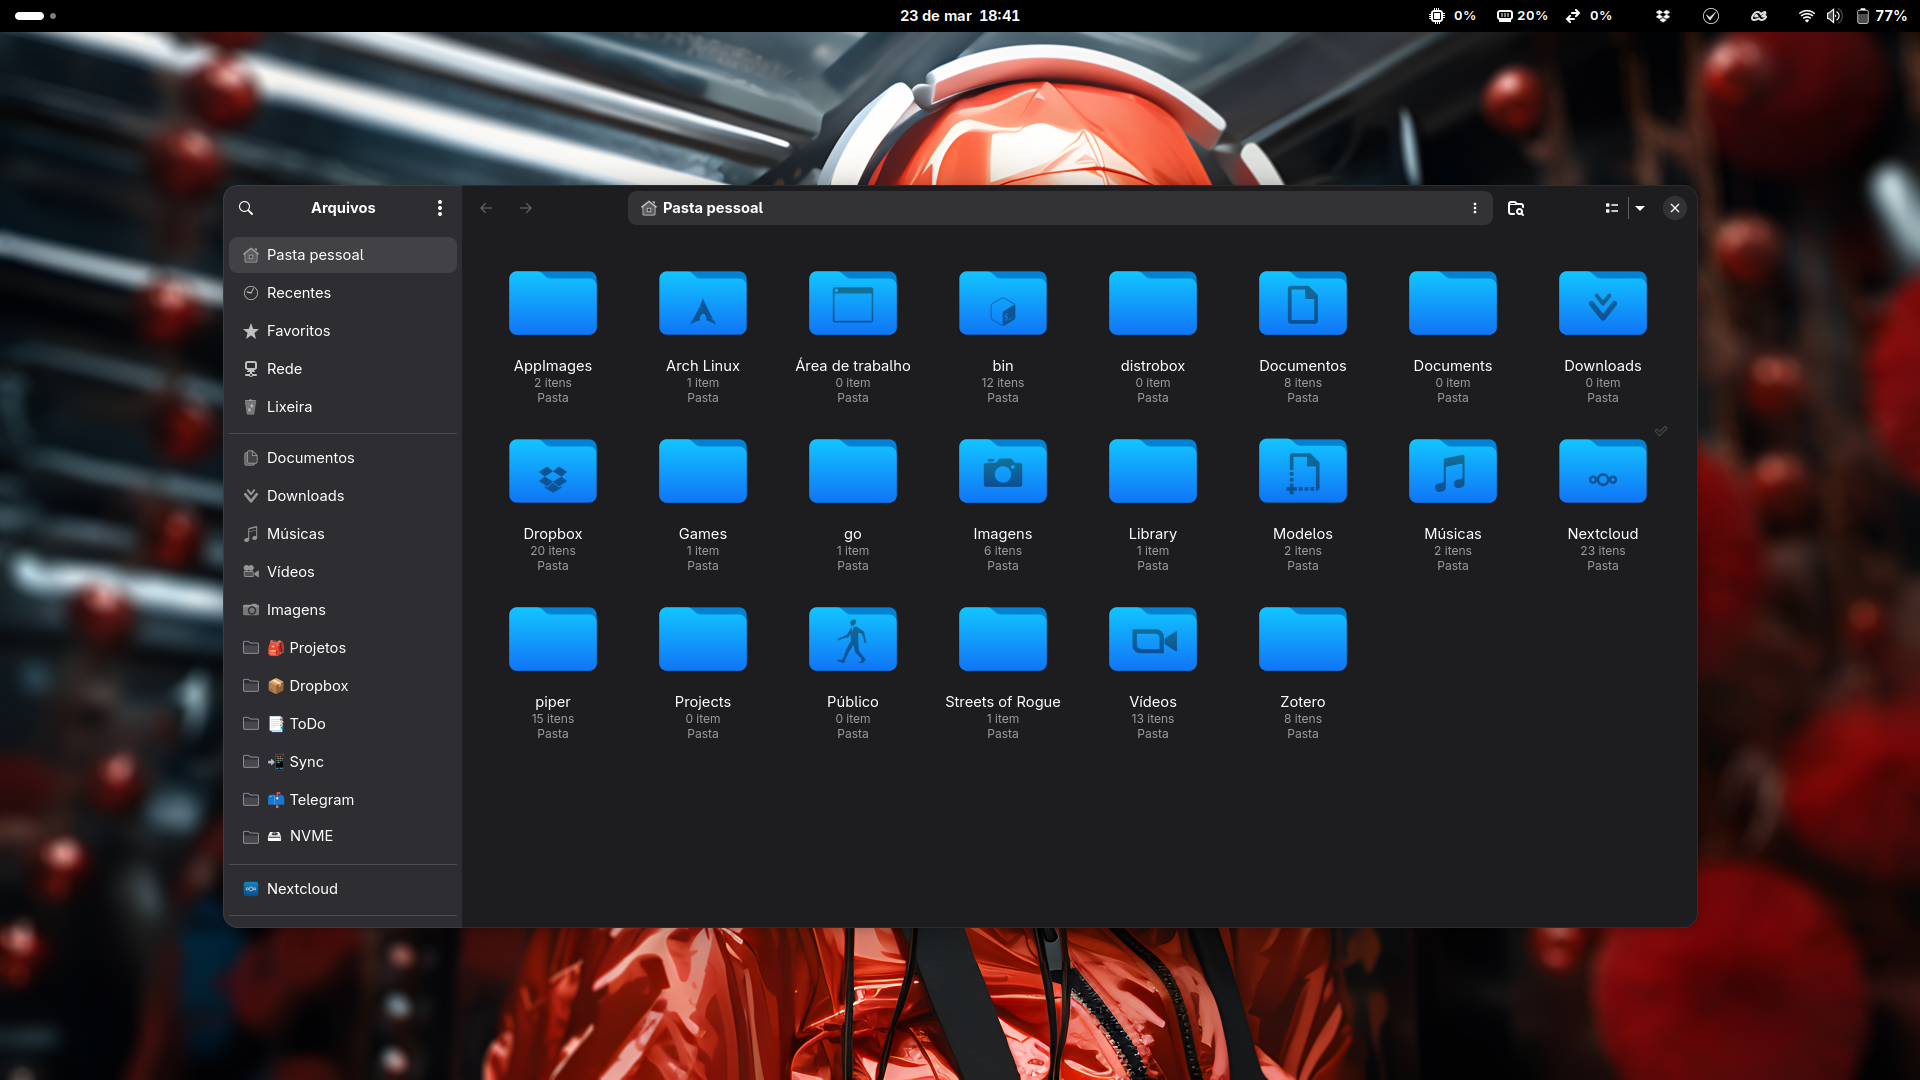 23 de mar 18:41
0%
20%
0%
77%
Arquivos
Pasta pessoal
Pasta pessoal
Recentes
Favoritos
Rede
Lixeira
Documentos
Downloads
Músicas
Vídeos
Imagens
🎒 Projetos
📦 Dropbox
📑 ToDo
📲 Sync
📫 Telegram
🖴 NVME
Nextcloud
AppImages
2 itens
Pasta
Arch Linux
1 item
Pasta
Área de trabalho
0 item
Pasta
bin
12 itens
Pasta
distrobox
0 item
Pasta
Documentos
8 itens
Pasta
Documents
0 item
Pasta
Downloads
0 item
Pasta
Dropbox
20 itens
Pasta
Games
1 item
Pasta
go
1 item
Pasta
Imagens
6 itens
Pasta
Library
1 item
Pasta
Modelos
2 itens
Pasta
Músicas
2 itens
Pasta
Nextcloud
23 itens
Pasta
piper
15 itens
Pasta
Projects
0 item
Pasta
Público
0 item
Pasta
Streets of Rogue
1 item
Pasta
Vídeos
13 itens
Pasta
Zotero
8 itens
Pasta